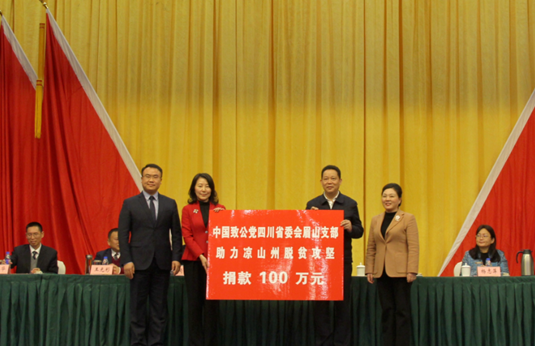 中国致公党四川省委会眉山支部
助力凉山州脱贫攻坚
捐款 100 万元